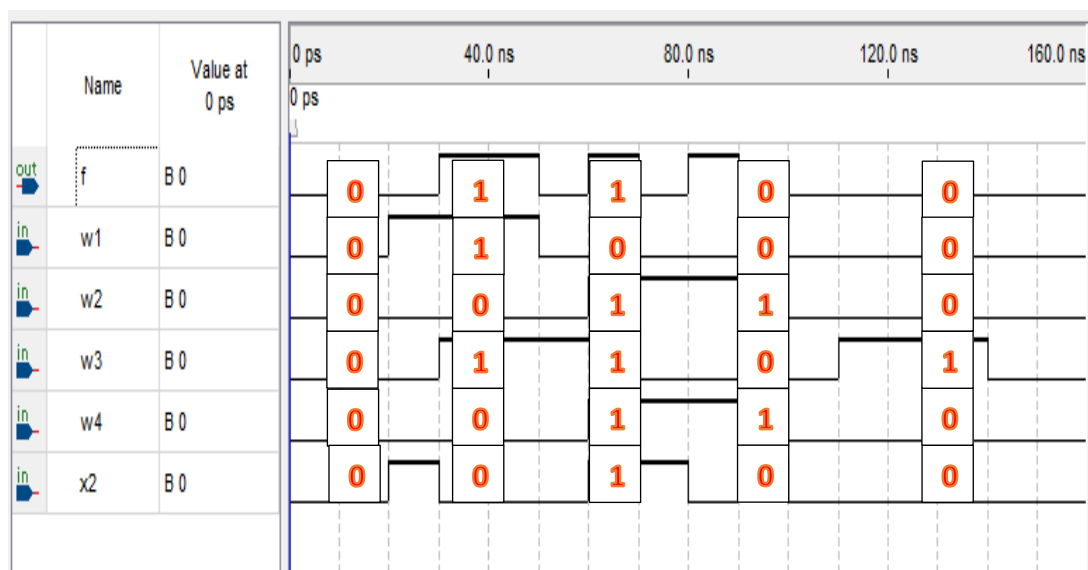 Name
Value at
0 ps
0 ps 40.0 ns 80.0 ns 120.0 ns 160.0 ns
0 ps
out f B 0 0 1 1 0 0
in w1 B 0 0 1 0 0 0
in w2 B 0 0 0 1 1 0
in w3 B 0 0 1 1 0 1
in w4 B 0 0 0 1 1 0
in x2 B 0 0 0 1 0 0